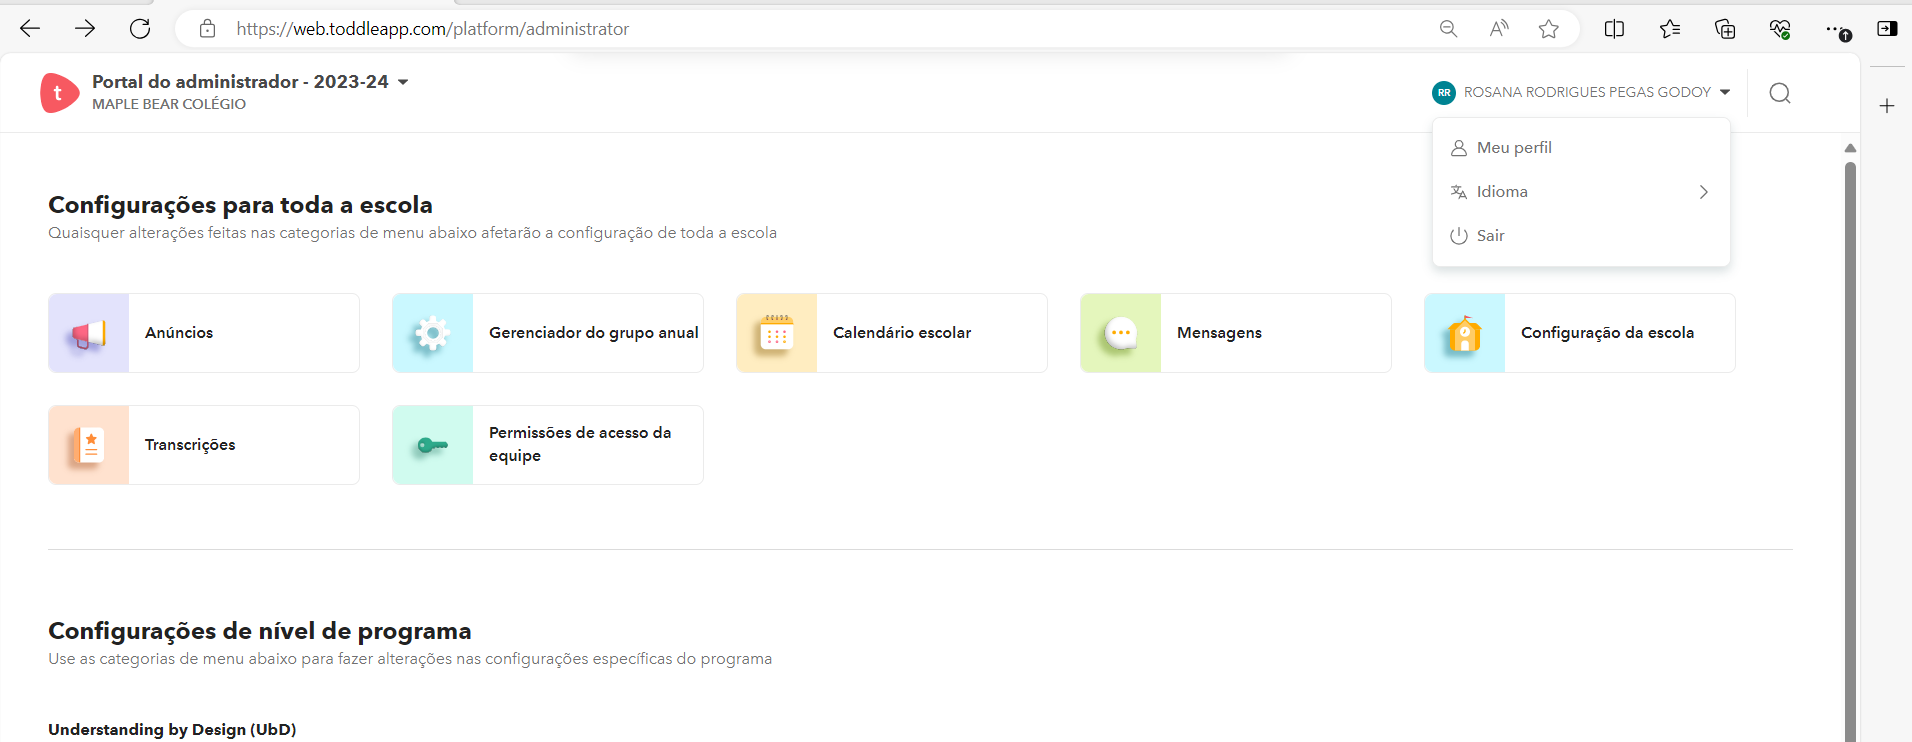 https://web.toddleapp.com/platform/administrator
t
Portal do administrador - 2023-24
MAPLE BEAR COLÉGIO
RR
ROSANA RODRIGUES PEGAS GODOY
Meu perfil
Idioma
Sair
Configurações para toda a escola
Quaisquer alterações feitas nas categorias de menu abaixo afetarão a configuração de toda a escola
Anúncios
Gerenciador do grupo anual
Calendário escolar
Mensagens
Configuração da escola
Transcrições
Permissões de acesso da
equipe
Configurações de nível de programa
Use as categorias de menu abaixo para fazer alterações nas configurações específicas do programa
Understanding by Design (UbD)